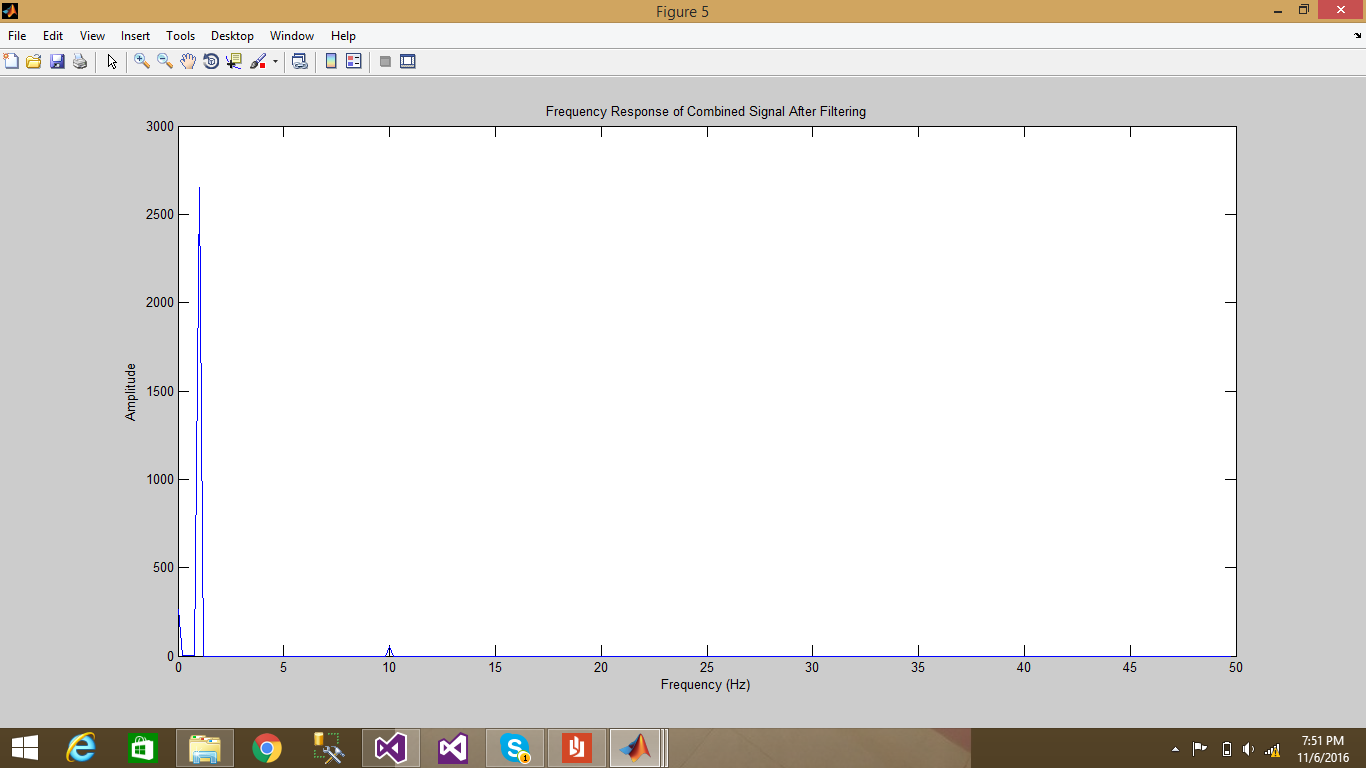 Figure 5
File Edit View Insert Tools Desktop Window Help
Frequency Response of Combined Signal After Filtering
3000
2500
2000
1500
1000
500
0
Amplitude
0 5 10 15 20 25 30 35 40 45 50
Frequency (Hz)
1
7:51 PM
11/6/2016